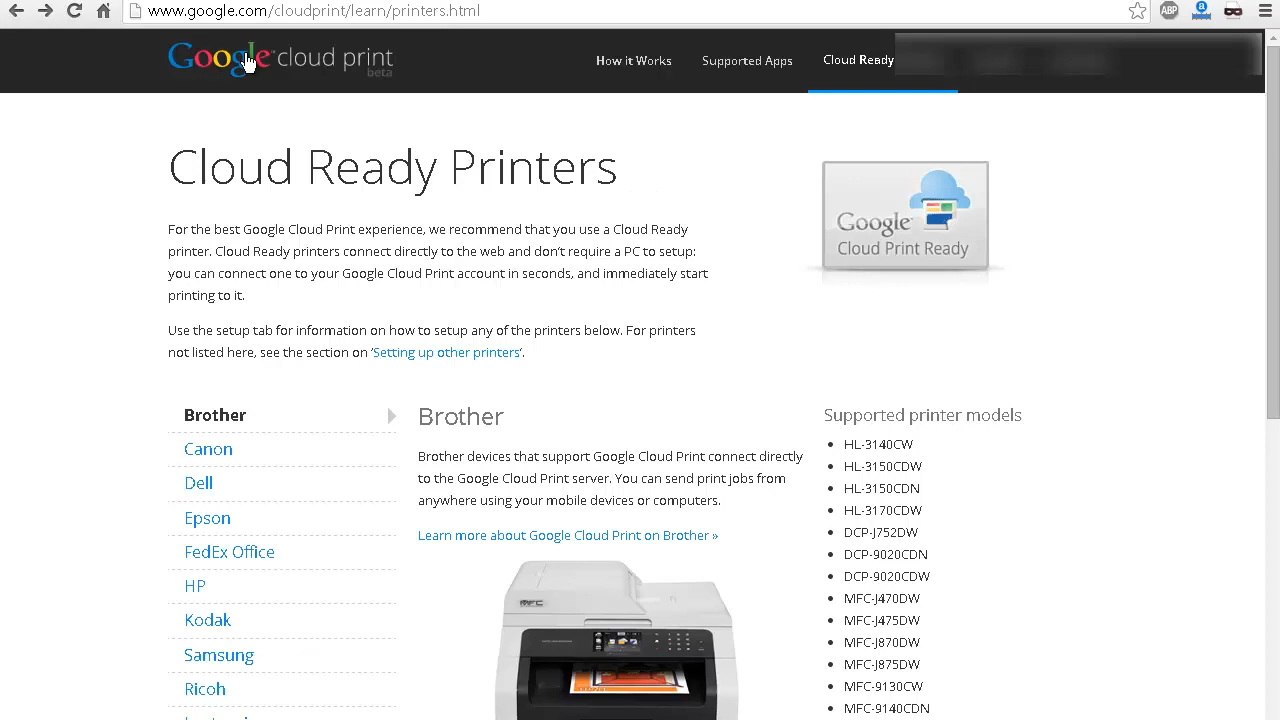 www.google.com/cloudprint/learn/printers.html
ABP
a
Google cloud print
beta
How it Works
Supported Apps
Cloud Ready
Cloud Ready Printers
For the best Google Cloud Print experience, we recommend that you use a Cloud Ready
printer. Cloud Ready printers connect directly to the web and don't require a PC to setup:
you can connect one to your Google Cloud Print account in seconds, and immediately start
printing to it.
Google
Cloud Print Ready
Use the setup tab for information on how to setup any of the printers below. For printers
not listed here, see the section on 'Setting up other printers'.
Brother
Canon
Dell
Epson
FedEx Office
HP
Kodak
Samsung
Ricoh
Brother
Brother devices that support Google Cloud Print connect directly
to the Google Cloud Print server. You can send print jobs from
anywhere using your mobile devices or computers.
Learn more about Google Cloud Print on Brother »
MFC
Supported printer models
HL-3140CW
HL-3150CDW
HL-3150CDN
HL-3170CDW
DCP-J752DW
DCP-9020CDN
DCP-9020CDW
MFC-J470DW
MFC-J475DW
MFC-J870DW
MFC-J875DW
MFC-9130CW
MFC-9140CDN